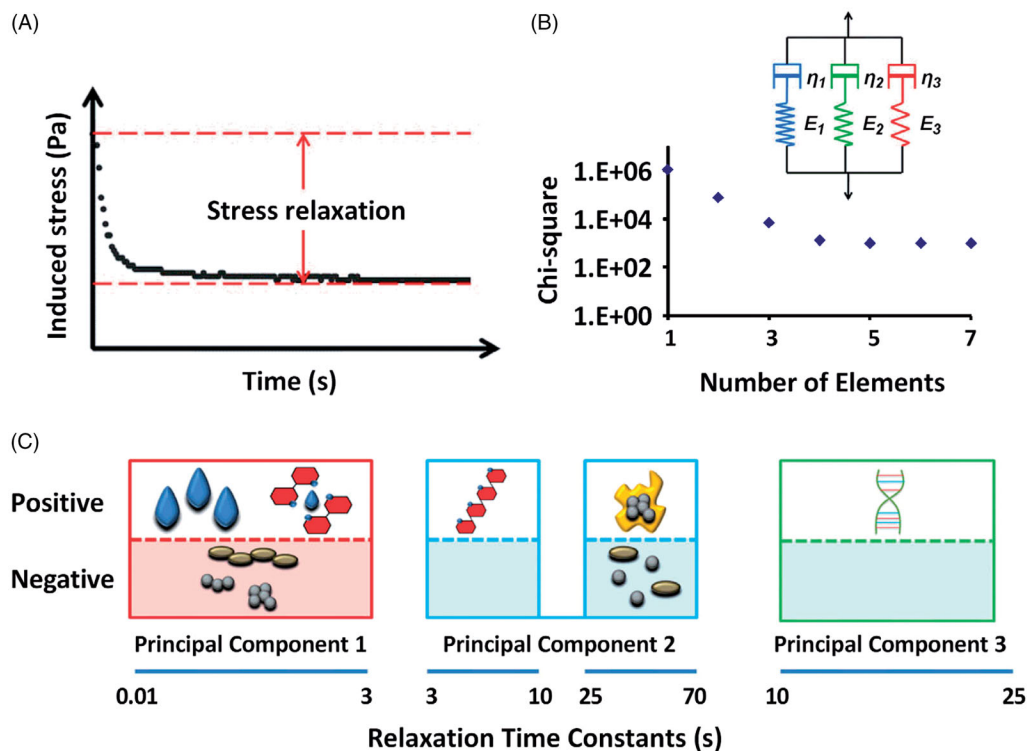 (A)
Induced stress (Pa)
Stress relaxation
Time (s)
(B)
η1 η2 η3
E1 E2 E3
Chi-square
1.E+06
1.E+04
1.E+02
1.E+00
1 3 5 7
Number of Elements
(C)
Positive
Negative
Principal Component 1 Principal Component 2 Principal Component 3
0.01 3 3 10 25 70 10 25
Relaxation Time Constants (s)